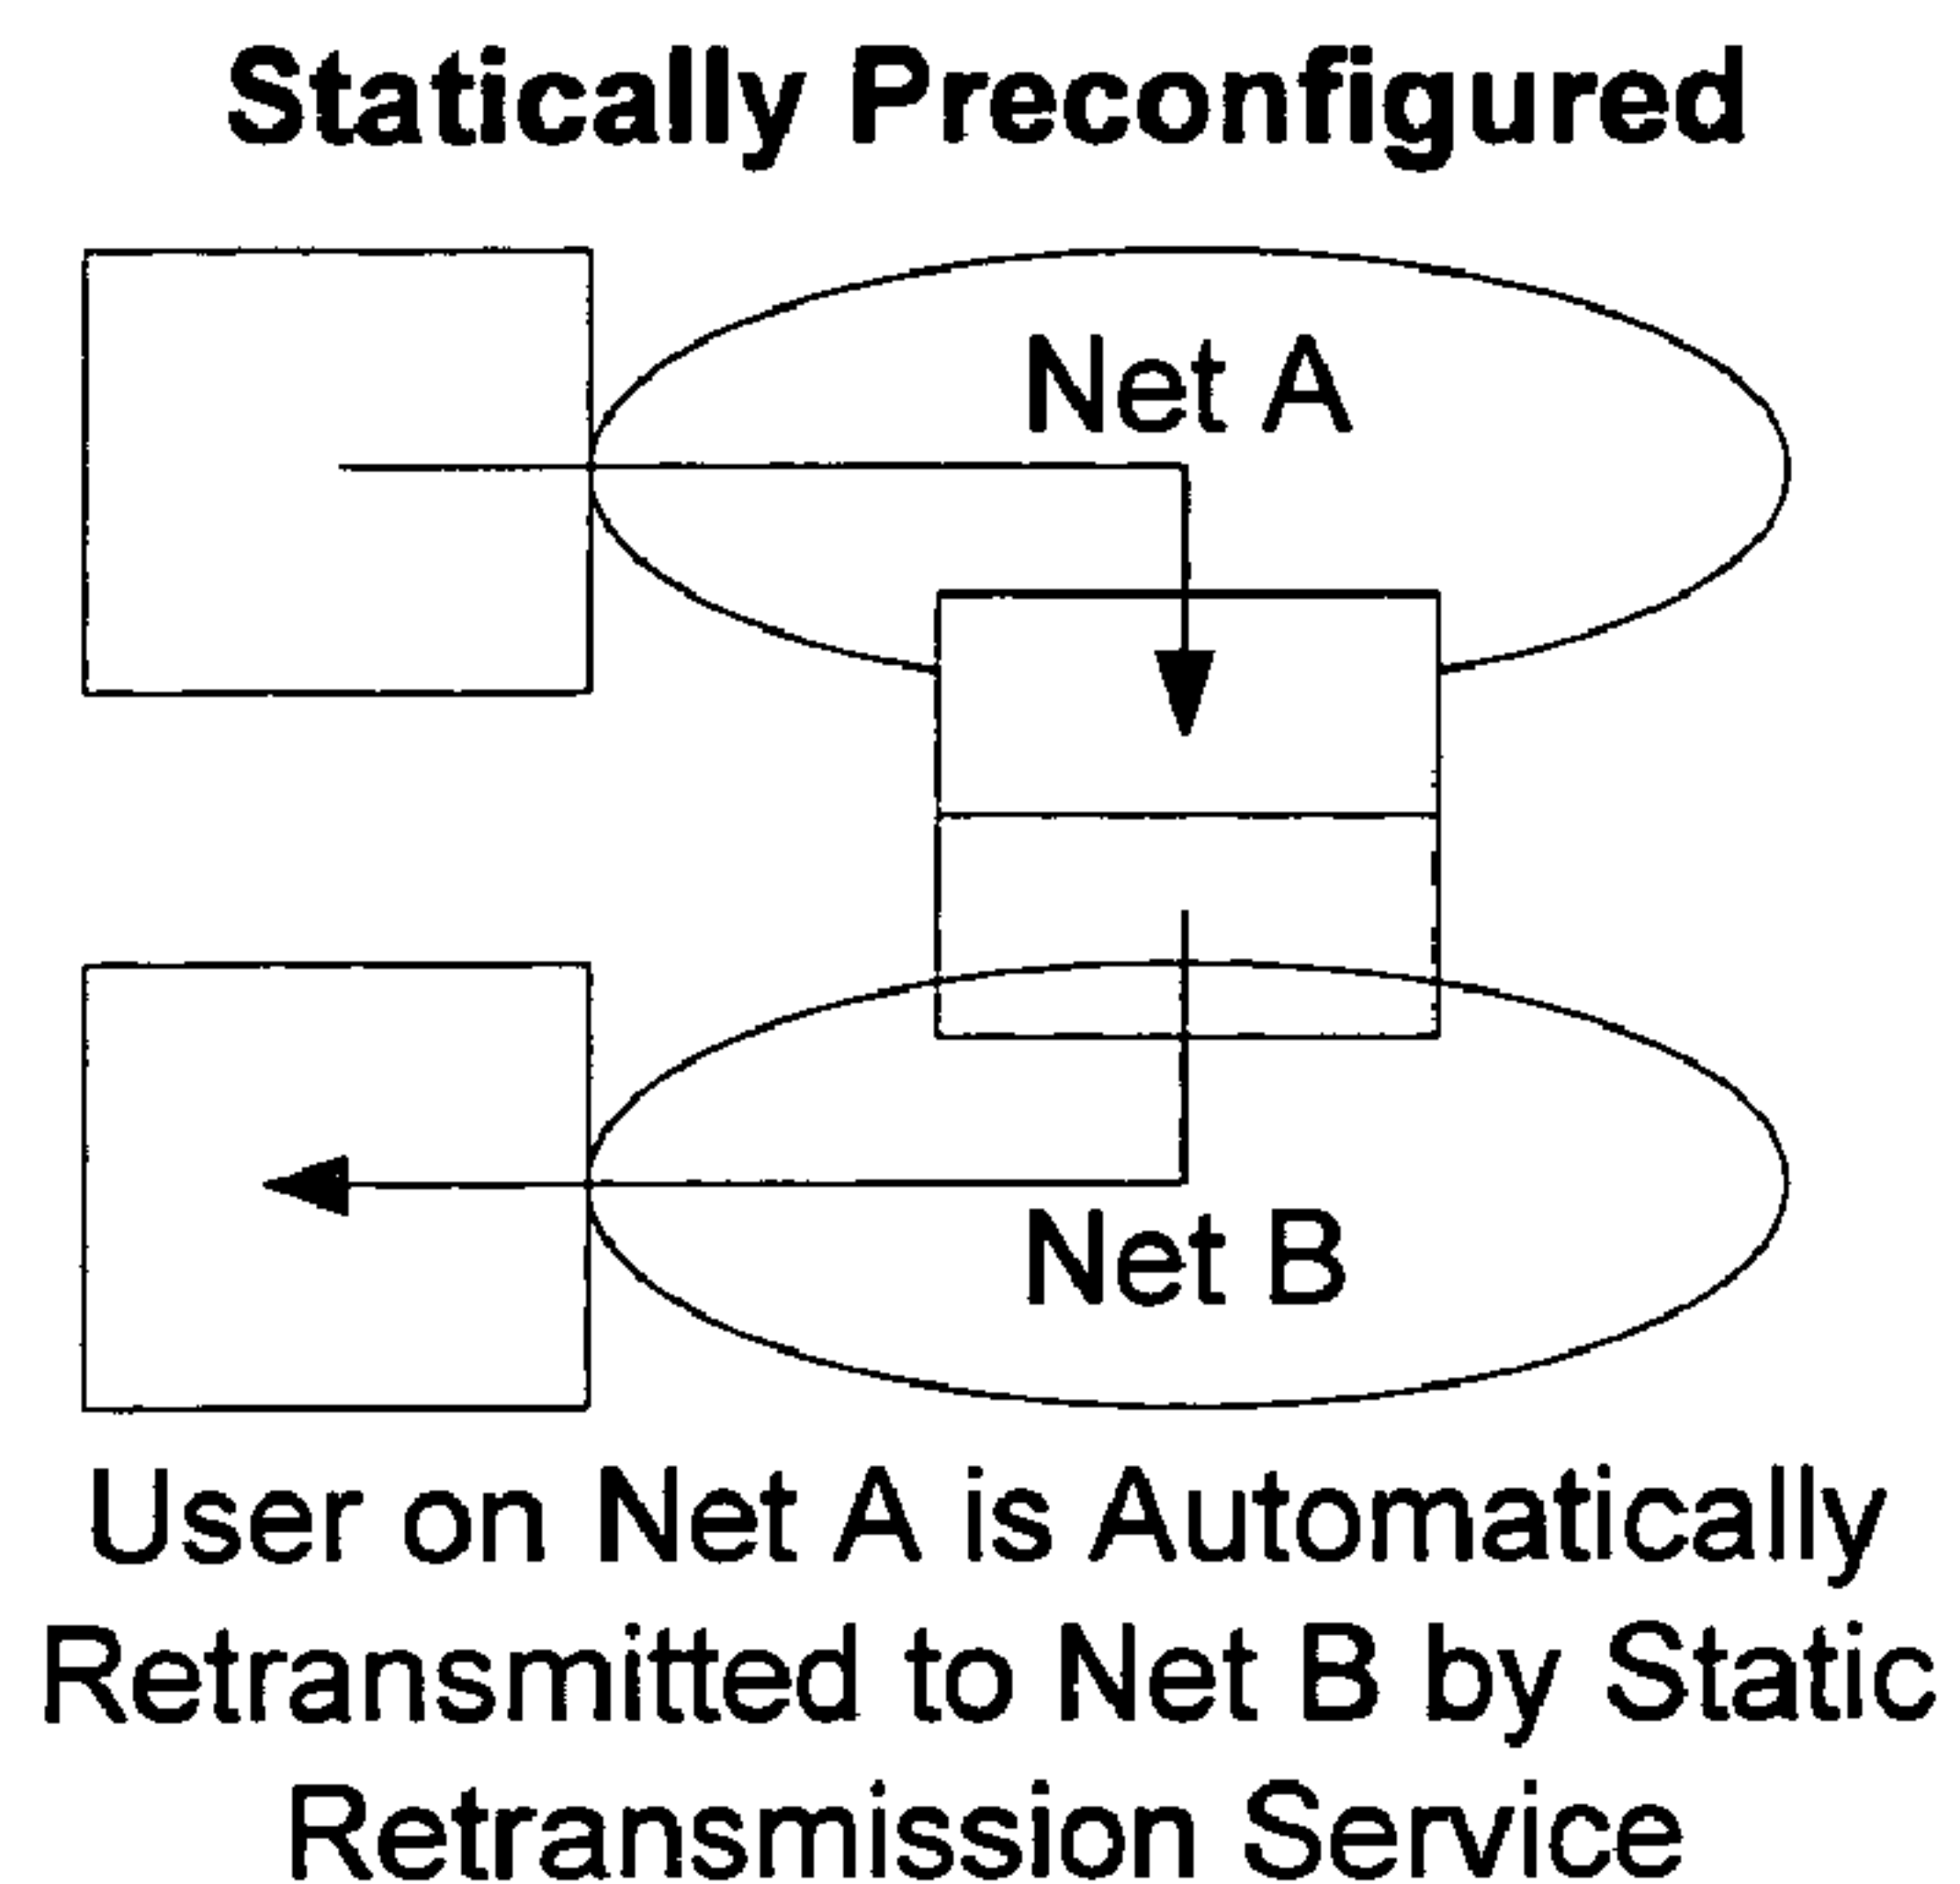 Statically Preconfigured
Net A
Net B
User on Net A is Automatically
Retransmitted to Net B by Static
Retransmission Service